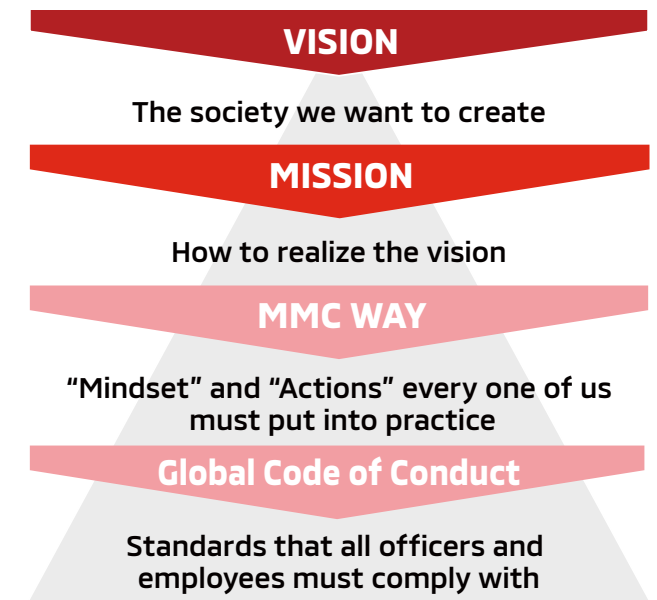 VISION
The society we want to create
MISSION
How to realize the vision
MMC WAY
“Mindset” and “Actions” every one of us
must put into practice
Global Code of Conduct
Standards that all officers and
employees must comply with